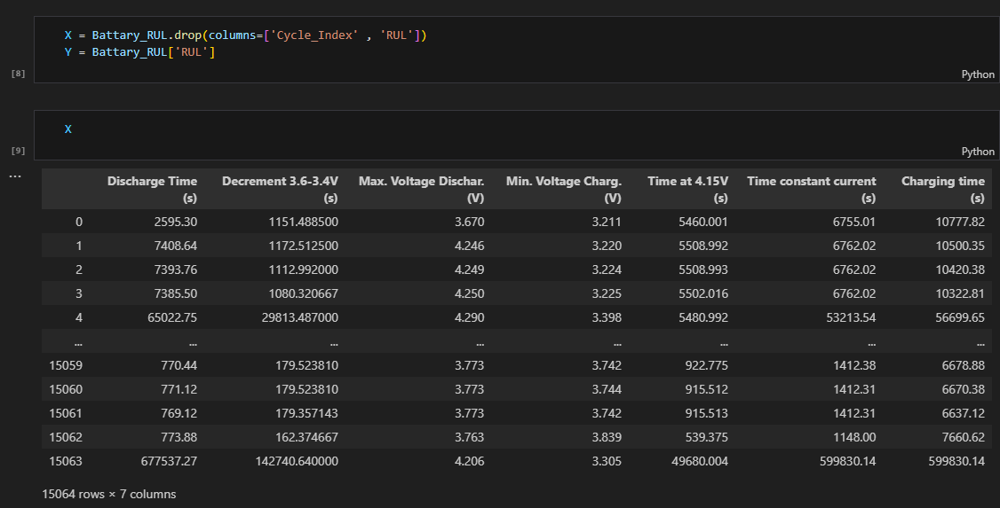 X = Battary_RUL.drop(columns=['Cycle_Index' , 'RUL'])
Y = Battary_RUL['RUL']
[8]
Python
X
[9]
Python
...
Discharge Time (s) Decrement 3.6-3.4V (s) Max. Voltage Dischar. (V) Min. Voltage Charg. (V) Time at 4.15V (s) Time constant current (s) Charging time (s)
0 2595.30 1151.488500 3.670 3.211 5460.001 6755.01 10777.82
1 7408.64 1172.512500 4.246 3.220 5508.992 6762.02 10500.35
2 7393.76 1112.992000 4.249 3.224 5508.993 6762.02 10420.38
3 7385.50 1080.320667 4.250 3.225 5502.016 6762.02 10322.81
4 65022.75 29813.487000 4.290 3.398 5480.992 53213.54 56699.65
... ... ... ... ... ... ... ...
15059 770.44 179.523810 3.773 3.742 922.775 1412.38 6678.88
15060 771.12 179.523810 3.773 3.744 915.512 1412.31 6670.38
15061 769.12 179.357143 3.773 3.742 915.513 1412.31 6637.12
15062 773.88 162.374667 3.763 3.839 539.375 1148.00 7660.62
15063 677537.27 142740.640000 4.206 3.305 49680.004 599830.14 599830.14
15064 rows × 7 columns